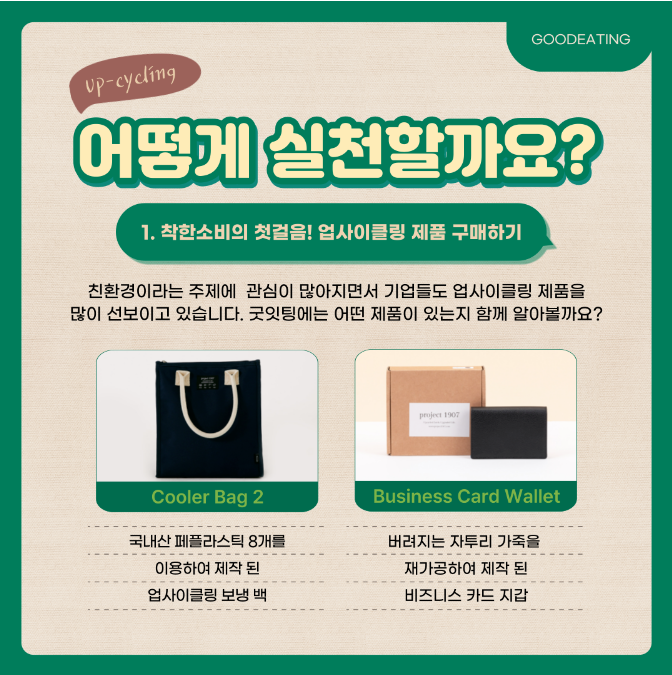 GOODEATING
up-cycling
어떻게 실천할까요?
1. 착한소비의 첫걸음! 업사이클링 제품 구매하기
친환경이라는 주제에 관심이 많아지면서 기업들도 업사이클링 제품을
많이 선보이고 있습니다. 굿잇팅에는 어떤 제품이 있는지 함께 알아볼까요?
project 1907
Cooler Bag 2
Business Card Wallet
국내산 페플라스틱 8개를
이용하여 제작 된
업사이클링 보냉 백
버려지는 자투리 가죽을
재가공하여 제작 된
비즈니스 카드 지갑